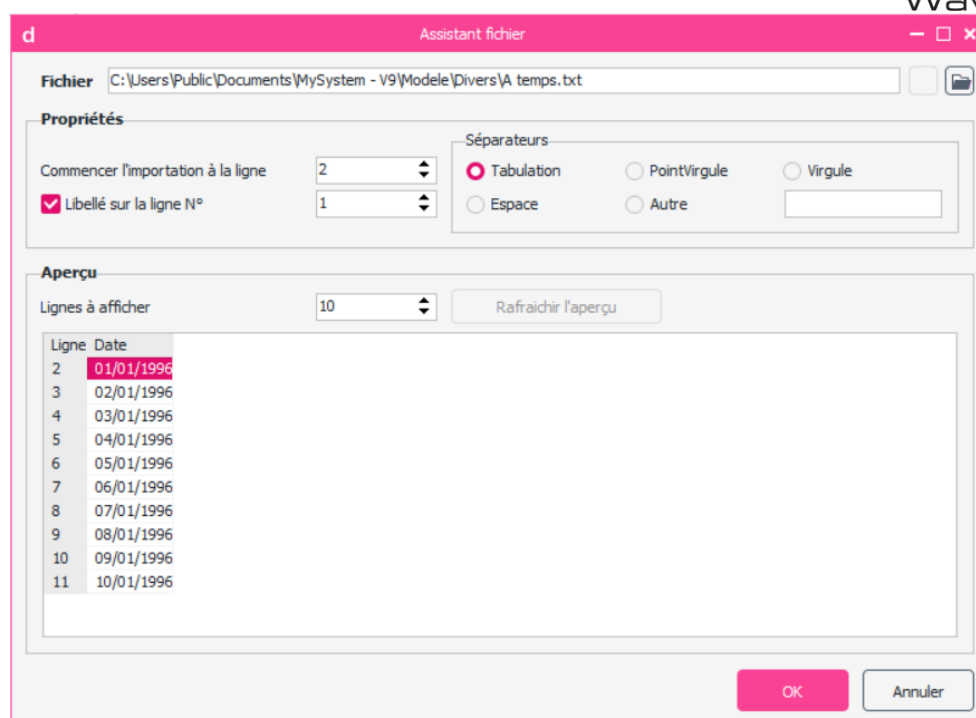 d Assistant fichier
Fichier C:\Users\Public\Documents\MySystem - V9\Modele\Divers\A temps.txt
Propriétés
Séparateurs
Commencer l'importation à la ligne 2 Tabulation PointVirgule Virgule
Libellé sur la ligne N° 1 Espace Autre
Aperçu
Lignes à afficher 10 Rafraichir l'aperçu
Ligne Date
2 01/01/1996
3 02/01/1996
4 03/01/1996
5 04/01/1996
6 05/01/1996
7 06/01/1996
8 07/01/1996
9 08/01/1996
10 09/01/1996
11 10/01/1996
OK Annuler